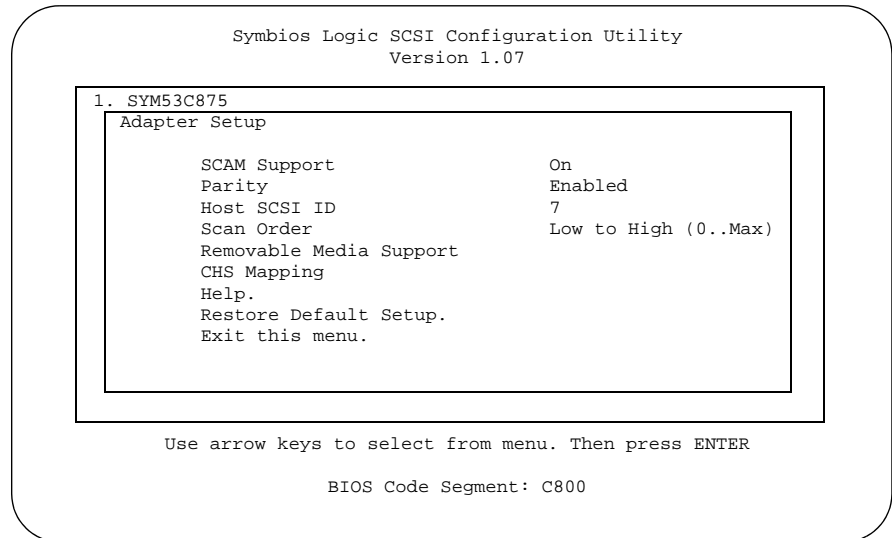 Symbios Logic SCSI Configuration Utility
Version 1.07
1. SYM53C875
Adapter Setup
SCAM Support On
Parity Enabled
Host SCSI ID 7
Scan Order Low to High (0..Max)
Removable Media Support
CHS Mapping
Help.
Restore Default Setup.
Exit this menu.
Use arrow keys to select from menu. Then press ENTER
BIOS Code Segment: C800